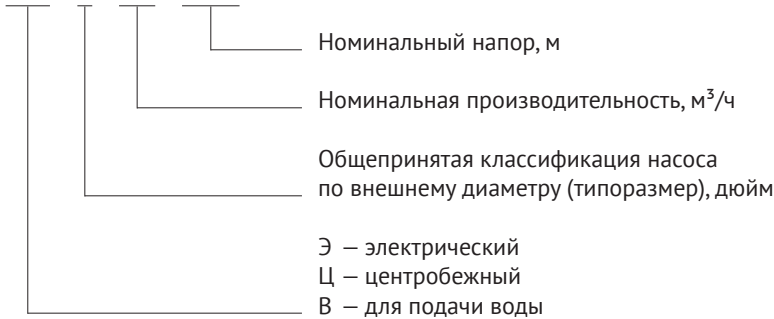 Номинальный напор, м
Номинальная производительность, м³/ч
Общепринятая классификация насоса
по внешнему диаметру (типоразмер), дюйм
Э – электрический
Ц – центробежный
В – для подачи воды